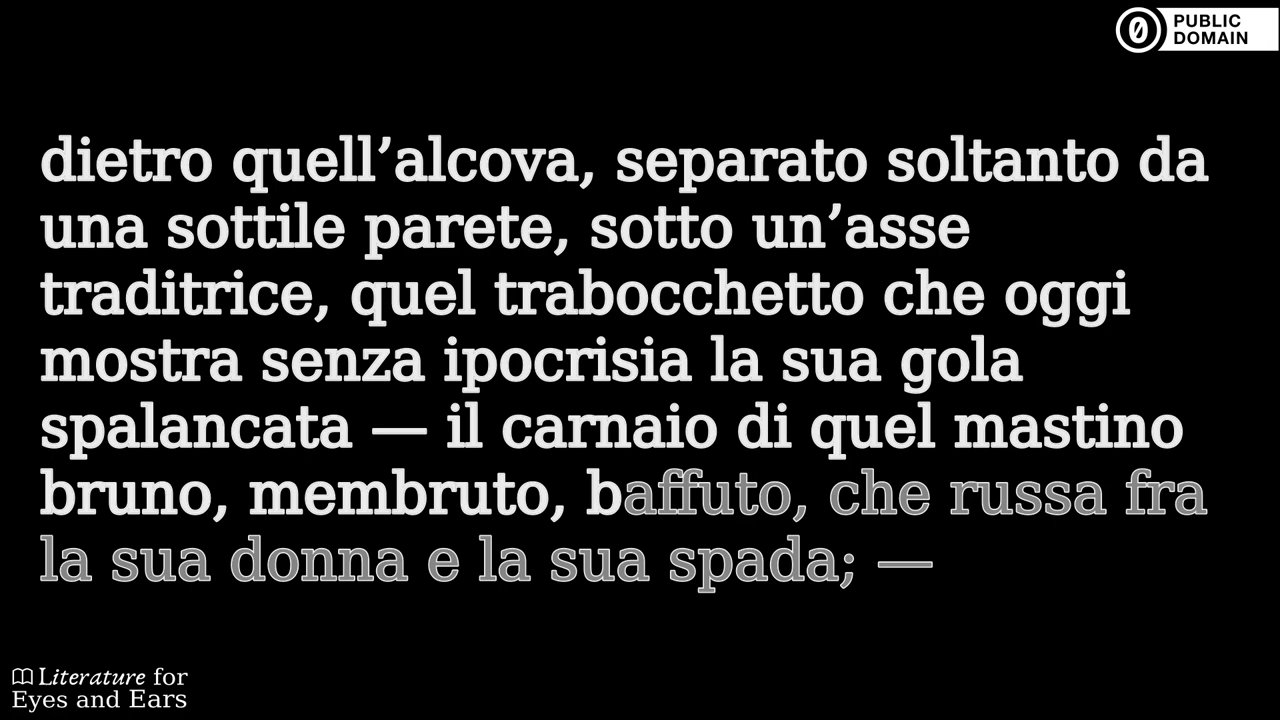 PUBLIC
DOMAIN
dietro quell’alcova, separato soltanto da
una sottile parete, sotto un’asse
traditrice, quel trabocchetto che oggi
mostra senza ipocrisia la sua gola
spalancata — il carnaio di quel mastino
bruno, membruto, baffuto, che russa fra
la sua donna e la sua spada; —
Literature for
Eyes and Ears